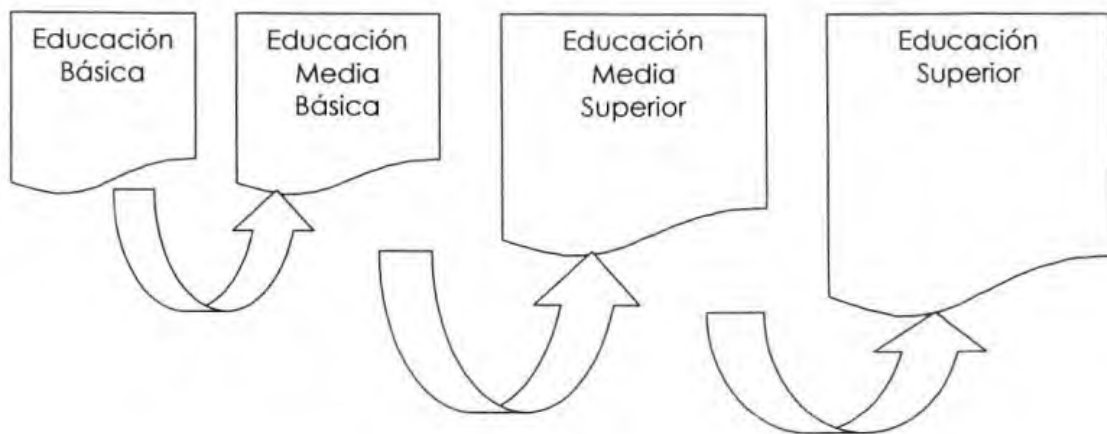 Educación
Básica
Educación
Media
Básica
Educación
Media
Superior
Educación
Superior